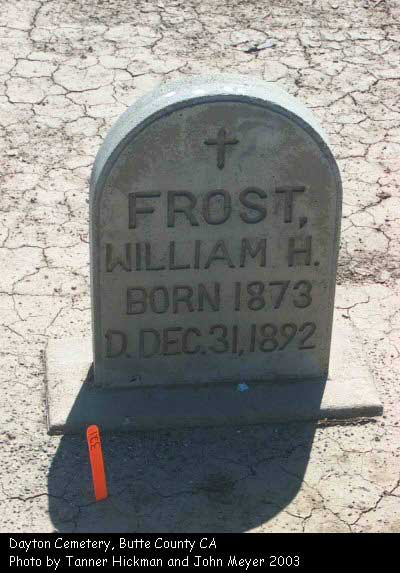 FROST,
WILLIAM H.
BORN 1873
D. DEC. 31, 1892
Dayton Cemetery, Butte County CA
Photo by Tanner Hickman and John Meyer 2003